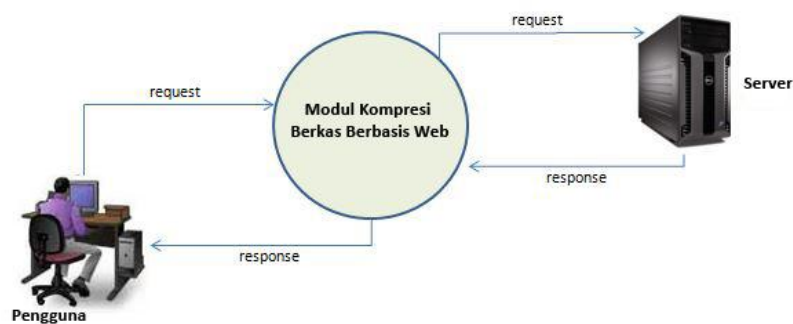 request
Server
request
Modul Kompresi
Berkas Berbasis Web
response
response
Pengguna